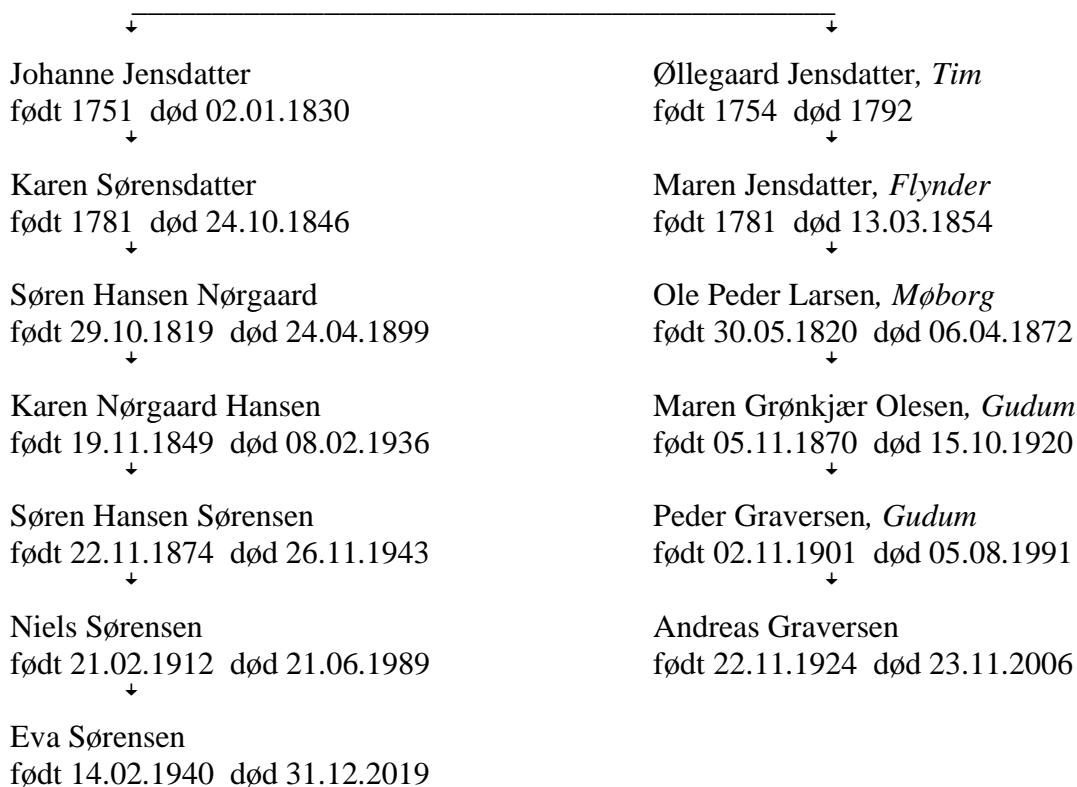 Johanne Jensdatter
født 1751 død 02.01.1830
Karen Sørensdatter
født 1781 død 24.10.1846
Søren Hansen Nørgaard
født 29.10.1819 død 24.04.1899
Karen Nørgaard Hansen
født 19.11.1849 død 08.02.1936
Søren Hansen Sørensen
født 22.11.1874 død 26.11.1943
Niels Sørensen
født 21.02.1912 død 21.06.1989
Eva Sørensen
født 14.02.1940 død 31.12.2019
Øllegaard Jensdatter, Tim
født 1754 død 1792
Maren Jensdatter, Flynder
født 1781 død 13.03.1854
Ole Peder Larsen, Møborg
født 30.05.1820 død 06.04.1872
Maren Grønkjær Olesen, Gudum
født 05.11.1870 død 15.10.1920
Peder Graversen, Gudum
født 02.11.1901 død 05.08.1991
Andreas Graversen
født 22.11.1924 død 23.11.2006